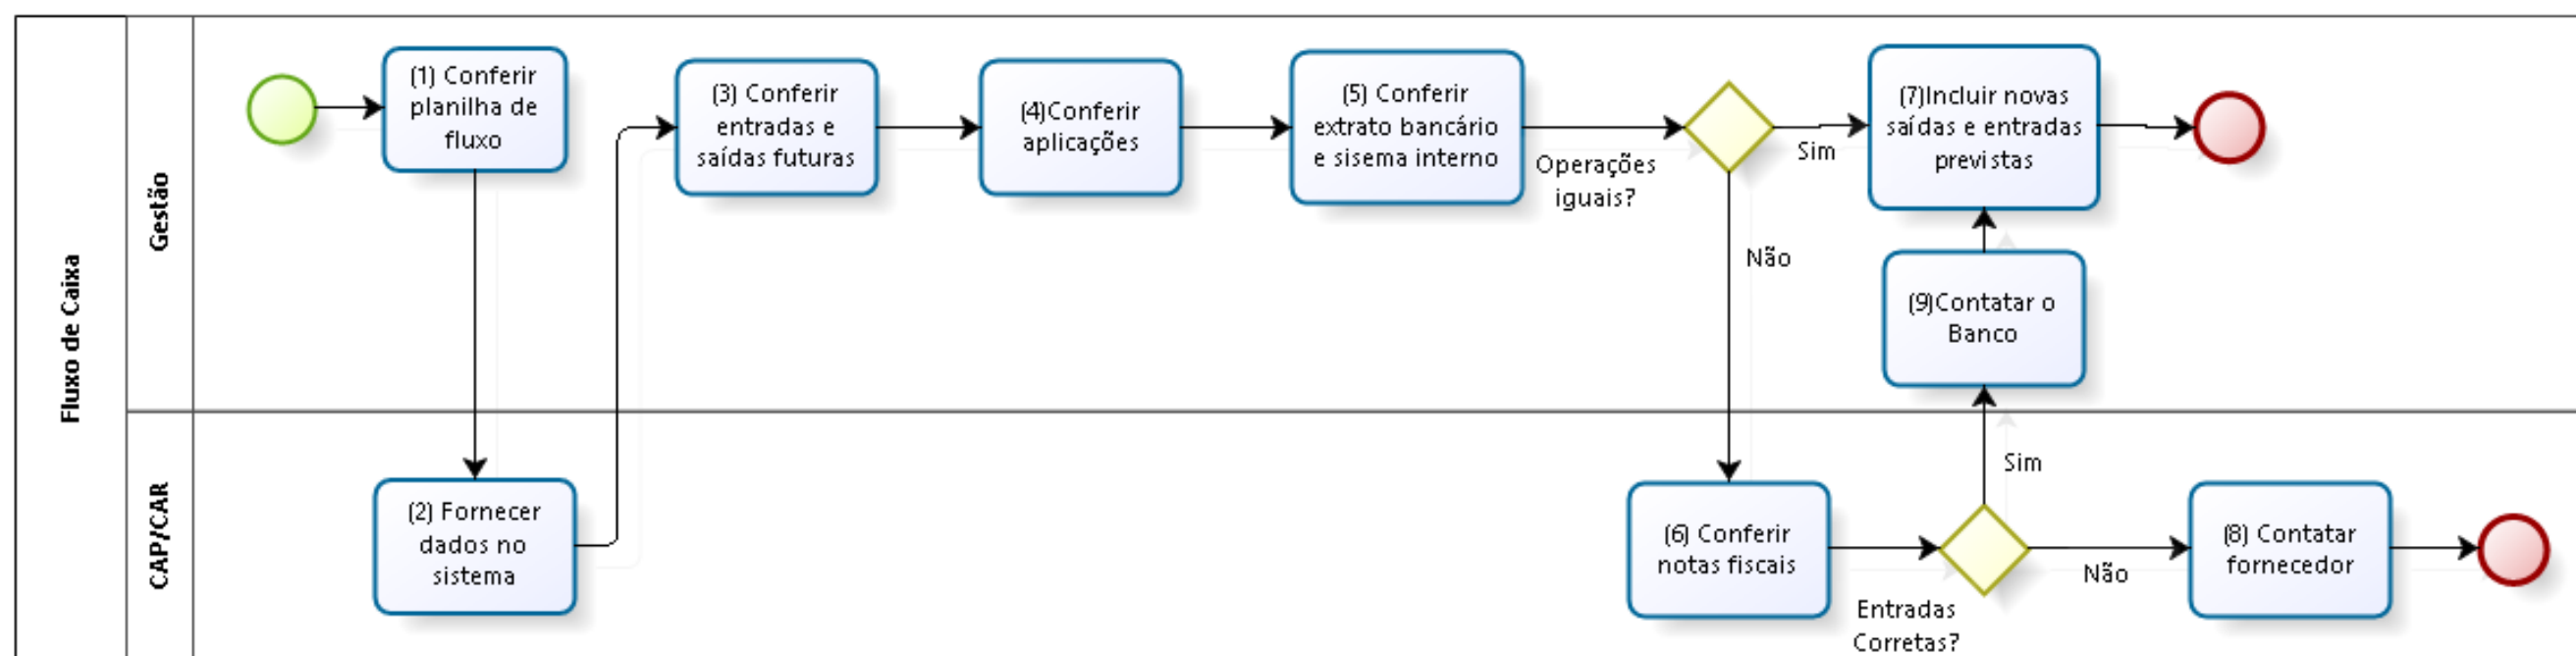 Fluxo de Caixa
Gestão
(1) Conferir
planilha de
fluxo
(3) Conferir
entradas e
saídas futuras
(4)Conferir
aplicações
(5) Conferir
extrato bancário
e sisema interno
Operações
iguais?
Sim
Não
(7)Incluir novas
saídas e entradas
previstas
(9)Contatar o
Banco
CAP/CAR
(2) Fornecer
dados no
sistema
(6) Conferir
notas fiscais
Entradas
Corretas?
Sim
Não
(8) Contatar
fornecedor